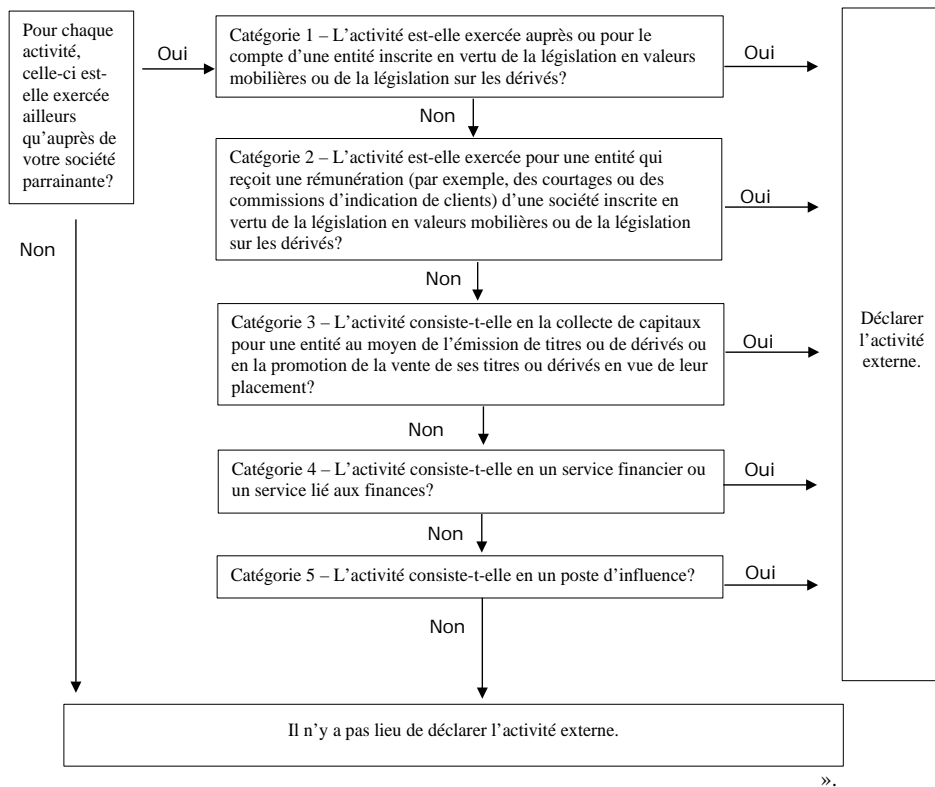 Pour chaque
activité,
celle-ci est-
elle exercée
ailleurs
qu’auprès de
votre société
parrainante?
Oui
Catégorie 1 – L’activité est-elle exercée auprès ou pour le
compte d’une entité inscrite en vertu de la législation en valeurs
mobilières ou de la législation sur les dérivés?
Oui
Non
Catégorie 2 – L’activité est-elle exercée pour une entité qui
reçoit une rémunération (par exemple, des courtages ou des
commissions d’indication de clients) d’une société inscrite en
vertu de la législation en valeurs mobilières ou de la législation
sur les dérivés?
Oui
Non
Non
Catégorie 3 – L’activité consiste-t-elle en la collecte de capitaux
pour une entité au moyen de l’émission de titres ou de dérivés ou
en la promotion de la vente de ses titres ou dérivés en vue de leur
placement?
Oui
Déclarer
l’activité
externe.
Non
Catégorie 4 – L’activité consiste-t-elle en un service financier ou
un service lié aux finances?
Oui
Non
Catégorie 5 – L’activité consiste-t-elle en un poste d’influence?
Oui
Non
Il n’y a pas lieu de déclarer l’activité externe.
».